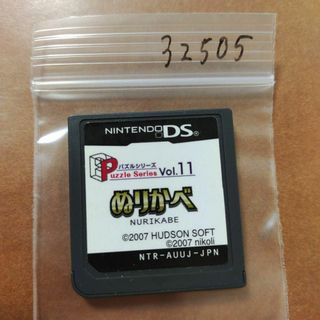 32505
NINTENDO DS
パズルシリーズ
Puzzle Series Vol.11
ぬりかべ
NURIKABE
©2007 HUDSON SOFT
©2007 nikoli
NTR-AUUJ-JPN